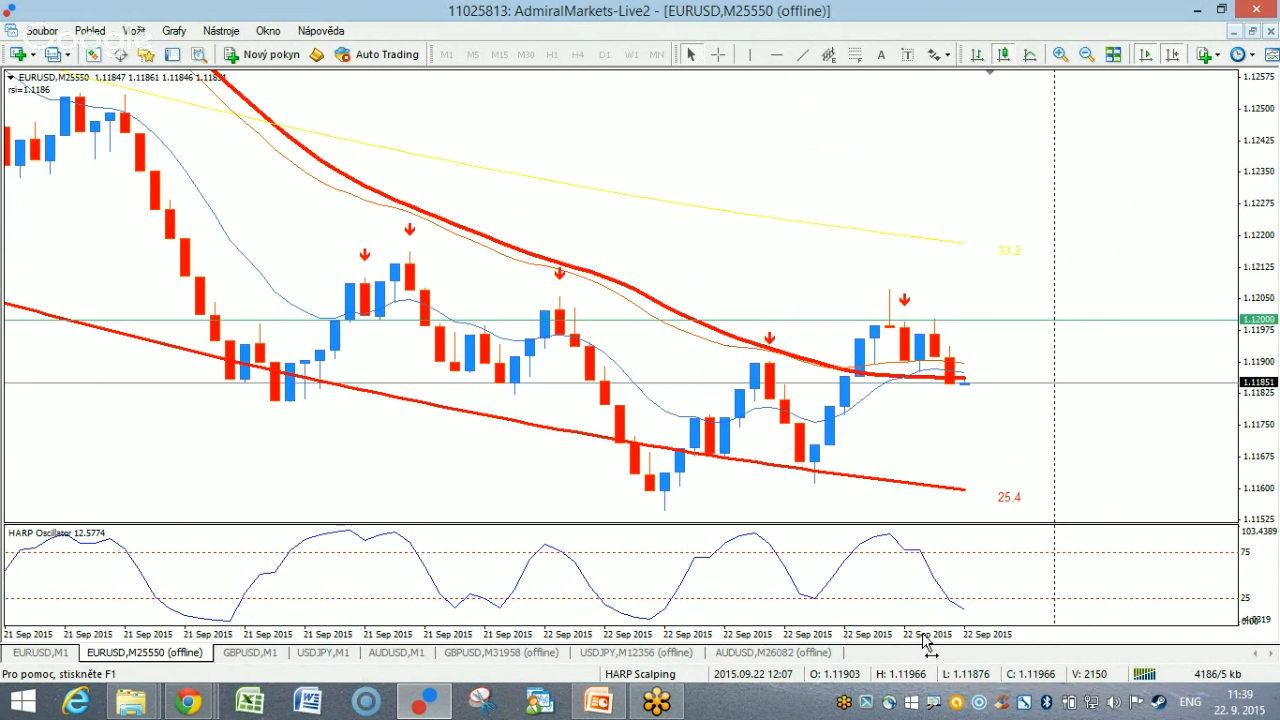 11025813: AdmiralMarkets-Live2 - [EURUSD,M25550 (offline)]
Soubor Pohled Vložit Grafy Nástroje Okno Nápověda
Nový pokyn Auto Trading M1 M5 M15 M30 H1 H4 D1 W1 MN
EURUSD,M25550 1.11847 1.11861 1.11846 1.11851
rsi=1.1186
1.12575
1.12500
1.12425
1.12350
1.12275
1.12200
33.2
1.12125
1.12050
1.12000
1.11900
1.11851
1.11825
1.11750
1.11675
1.11600
25.4
1.11525
HARP Oscillator 12.5774
103.4389
75
25
21 Sep 2015 21 Sep 2015 21 Sep 2015 21 Sep 2015 21 Sep 2015 21 Sep 2015 21 Sep 2015 21 Sep 2015 21 Sep 2015 22 Sep 2015 22 Sep 2015 22 Sep 2015 22 Sep 2015 22 Sep 2015 22 Sep 2015 22 Sep 2015 22 Sep 2015
EURUSD,M1 EURUSD,M25550 (offline) GBPUSD,M1 USDJPY,M1 AUDUSD,M1 GBPUSD,M31958 (offline) USDJPY,M12356 (offline) AUDUSD,M26082 (offline)
Pro pomoc, stiskněte F1 HARP Scalping 2015.09.22 12:07 O: 1.11903 H: 1.11966 L: 1.11876 C: 1.11966 V: 2150 4186/5 kb
ENG 11:39
22. 9. 2015